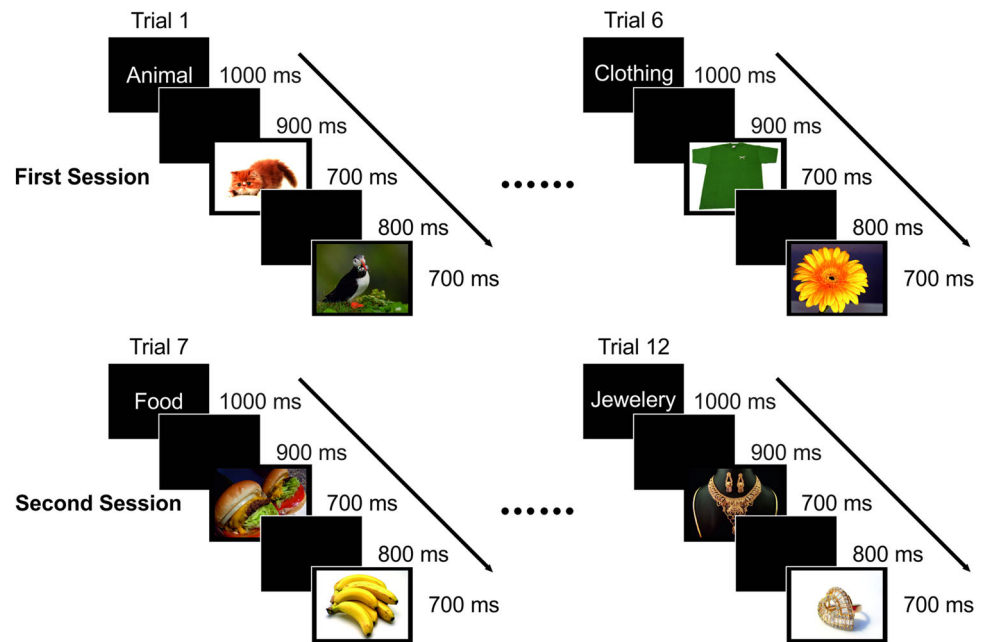 Trial 1
Animal
1000 ms
900 ms
First Session
700 ms
800 ms
700 ms
Trial 6
Clothing
1000 ms
900 ms
700 ms
800 ms
700 ms
Trial 7
Food
1000 ms
900 ms
Second Session
700 ms
800 ms
700 ms
Trial 12
Jewelery
1000 ms
900 ms
700 ms
800 ms
700 ms